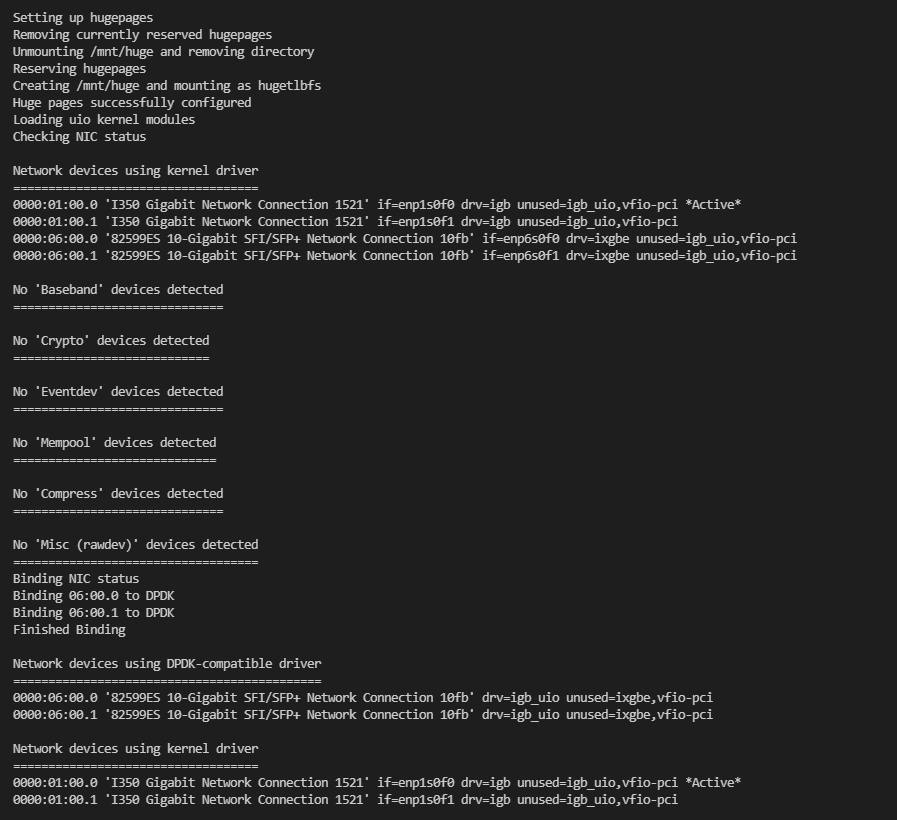 Setting up hugepages
Removing currently reserved hugepages
Unmounting /mnt/huge and removing directory
Reserving hugepages
Creating /mnt/huge and mounting as hugetlbfs
Huge pages successfully configured
Loading uio kernel modules
Checking NIC status
Network devices using kernel driver
===================================
0000:01:00.0 'I350 Gigabit Network Connection 1521' if=enp1s0f0 drv=igb unused=igb_uio,vfio-pci *Active*
0000:01:00.1 'I350 Gigabit Network Connection 1521' if=enp1s0f1 drv=igb unused=igb_uio,vfio-pci
0000:06:00.0 '82599ES 10-Gigabit SFI/SFP+ Network Connection 10fb' if=enp6s0f0 drv=ixgbe unused=igb_uio,vfio-pci
0000:06:00.1 '82599ES 10-Gigabit SFI/SFP+ Network Connection 10fb' if=enp6s0f1 drv=ixgbe unused=igb_uio,vfio-pci
No 'Baseband' devices detected
==============================
No 'Crypto' devices detected
============================
No 'Eventdev' devices detected
==============================
No 'Mempool' devices detected
=============================
No 'Compress' devices detected
==============================
No 'Misc (rawdev)' devices detected
===================================
Binding NIC status
Binding 06:00.0 to DPDK
Binding 06:00.1 to DPDK
Finished Binding
Network devices using DPDK-compatible driver
============================================
0000:06:00.0 '82599ES 10-Gigabit SFI/SFP+ Network Connection 10fb' drv=igb_uio unused=ixgbe,vfio-pci
0000:06:00.1 '82599ES 10-Gigabit SFI/SFP+ Network Connection 10fb' drv=igb_uio unused=ixgbe,vfio-pci
Network devices using kernel driver
===================================
0000:01:00.0 'I350 Gigabit Network Connection 1521' if=enp1s0f0 drv=igb unused=igb_uio,vfio-pci *Active*
0000:01:00.1 'I350 Gigabit Network Connection 1521' if=enp1s0f1 drv=igb unused=igb_uio,vfio-pci